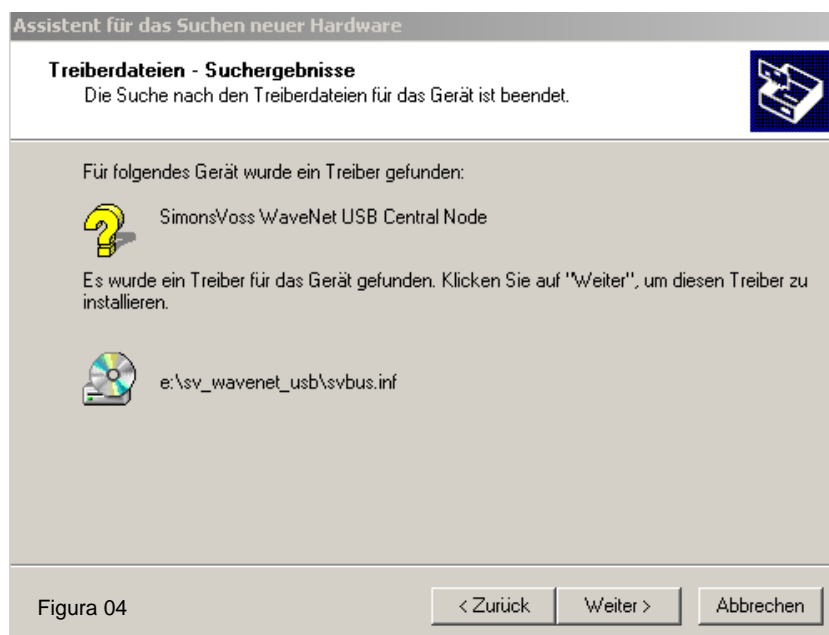 Assistent für das Suchen neuer Hardware
Treiberdateien - Suchergebnisse
Die Suche nach den Treiberdateien für das Gerät ist beendet.
Für folgendes Gerät wurde ein Treiber gefunden:
SimonsVoss WaveNet USB Central Node
Es wurde ein Treiber für das Gerät gefunden. Klicken Sie auf "Weiter", um diesen Treiber zu
installieren.
e:\sv_wavenet_usb\svbus.inf
Figura 04
< Zurück
Weiter >
Abbrechen